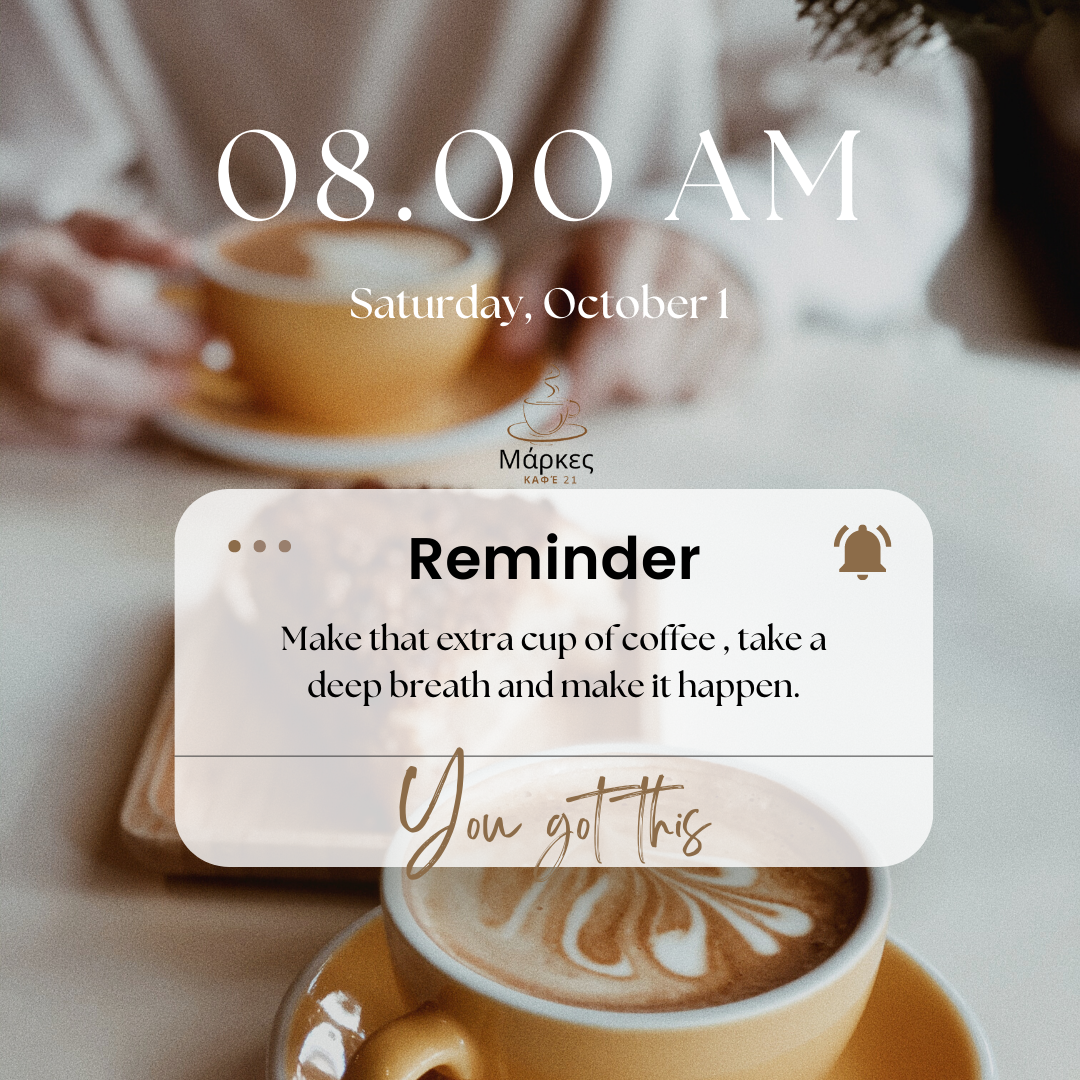 08.00 AM
Saturday, October 1
Μάρκες
ΚΑΦΈ 21
Reminder
Make that extra cup of coffee , take a
deep breath and make it happen.
You got this